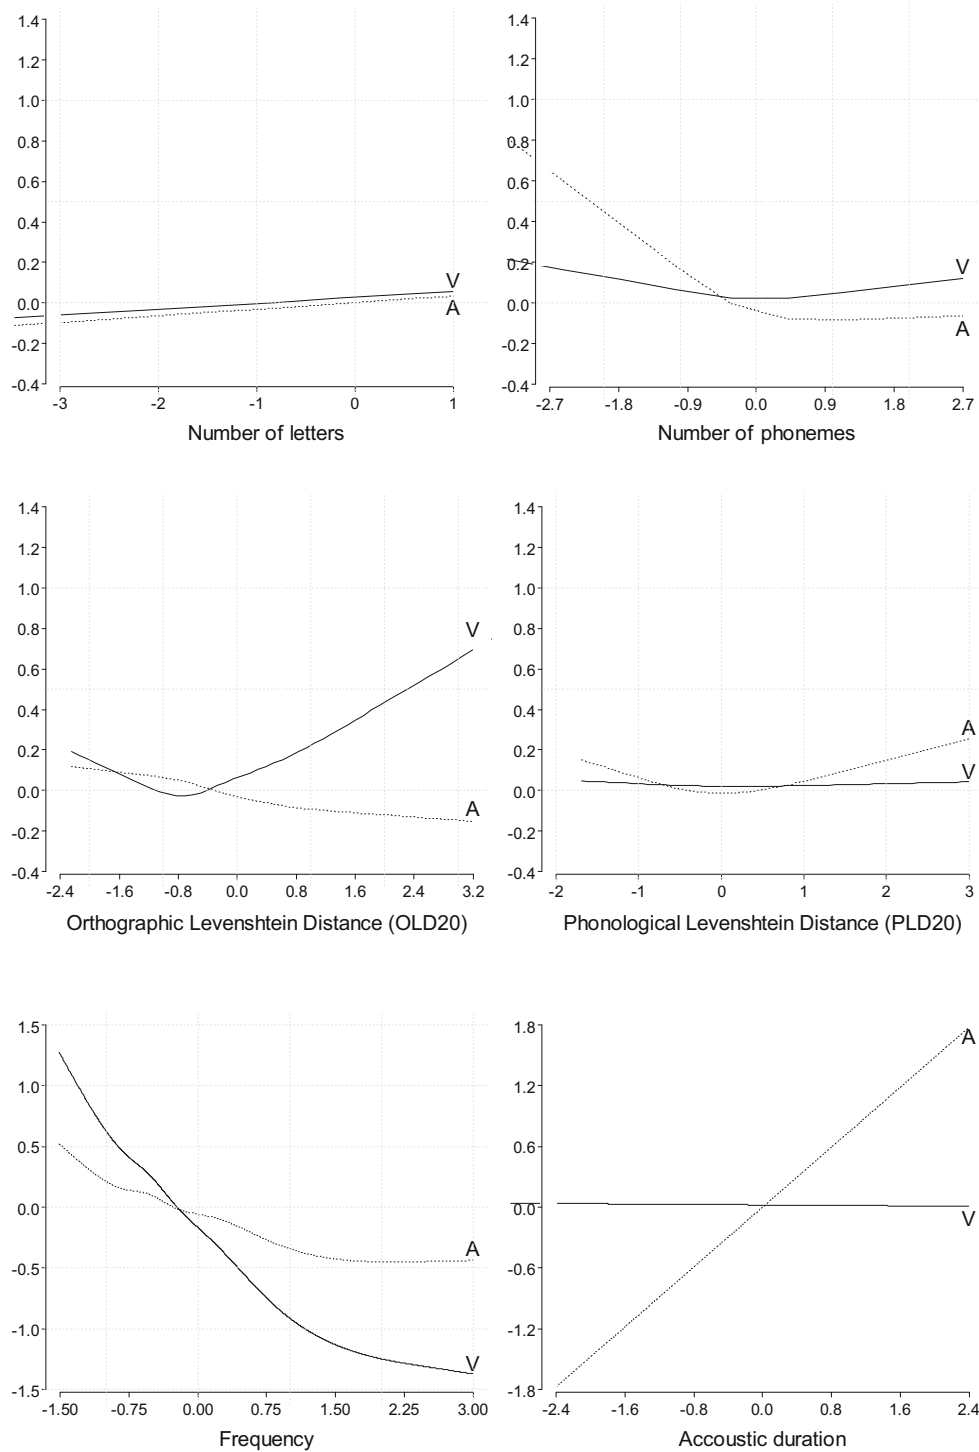 1.4
1.2
1.0
0.8
0.6
0.4
0.2
0.0
-0.2
-0.4
V
A
-3 -2 -1 0 1
Number of letters
1.4
1.2
1.0
0.8
0.6
0.4
0.2
0.0
-0.2
-0.4
V
A
-2.7 -1.8 -0.9 0.0 0.9 1.8 2.7
Number of phonemes
1.4
1.2
1.0
0.8
0.6
0.4
0.2
0.0
-0.2
-0.4
V
A
-2.4 -1.6 -0.8 0.0 0.8 1.6 2.4 3.2
Orthographic Levenshtein Distance (OLD20)
1.4
1.2
1.0
0.8
0.6
0.4
0.2
0.0
-0.2
-0.4
A
V
-2 -1 0 1 2 3
Phonological Levenshtein Distance (PLD20)
1.5
1.0
0.5
0.0
-0.5
-1.0
-1.5
A
V
-1.50 -0.75 0.00 0.75 1.50 2.25 3.00
Frequency
1.8
1.2
0.6
0.0
-0.6
-1.2
-1.8
A
V
-2.4 -1.6 -0.8 0.0 0.8 1.6 2.4
Accoustic duration